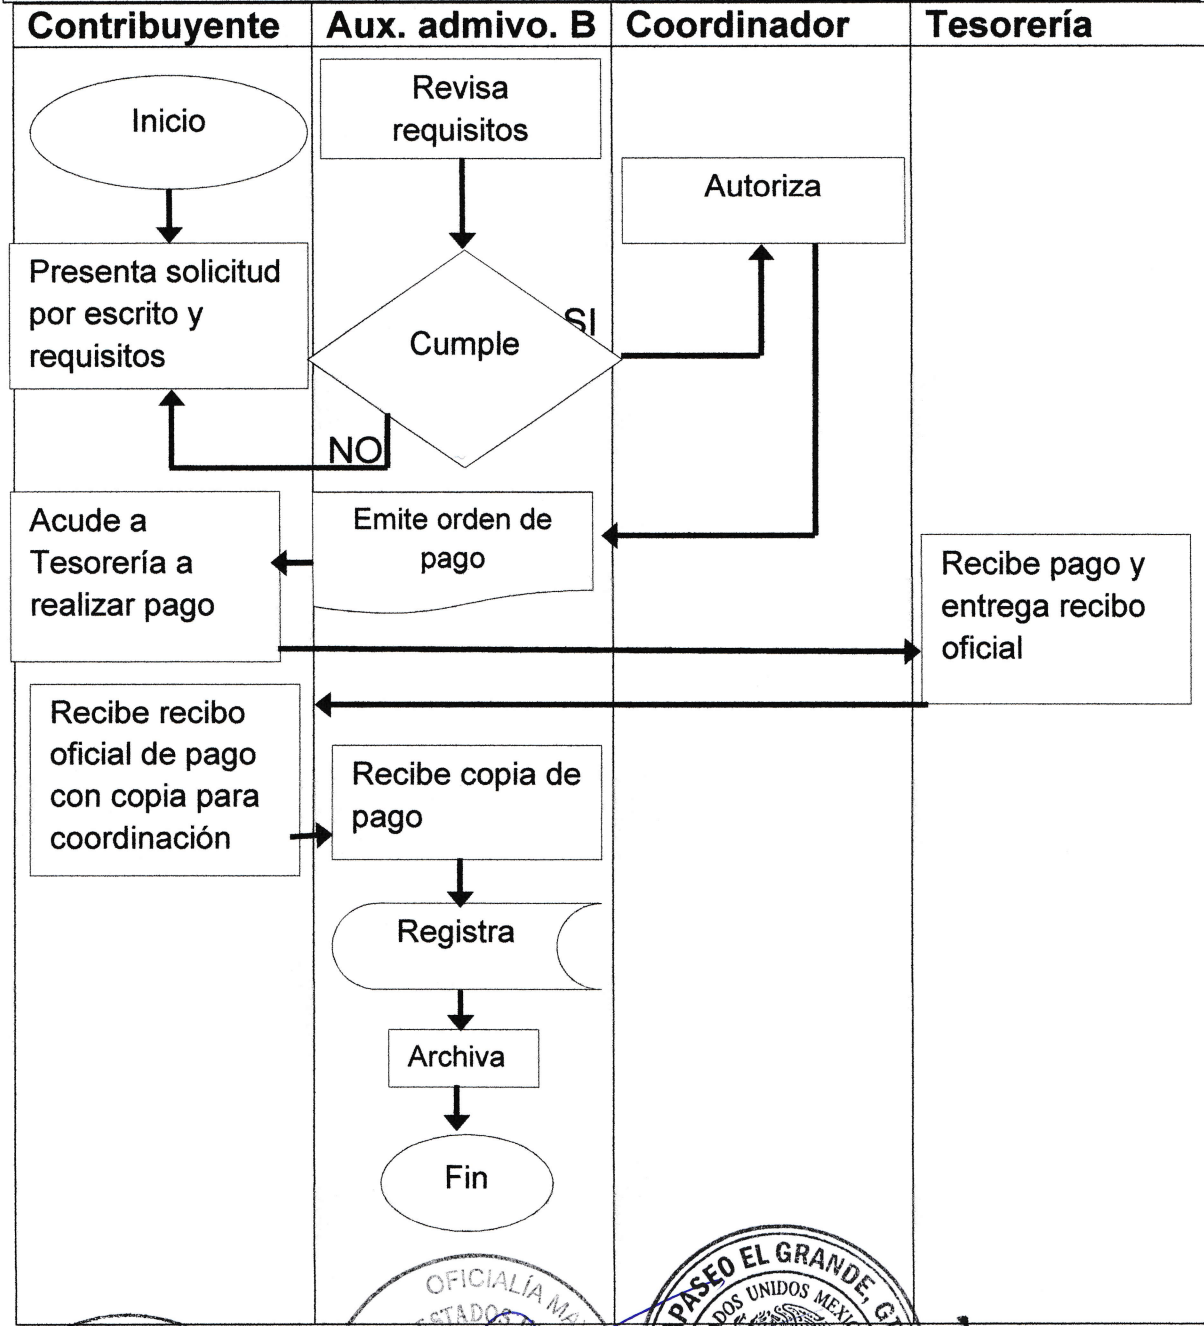 Contribuyente
Aux. admivo. B
Coordinador
Tesorería
Inicio
Revisa
requisitos
Autoriza
Presenta solicitud
por escrito y
requisitos
SI
Cumple
NO
Acude a
Tesorería a
realizar pago
Emite orden de
pago
Recibe pago y
entrega recibo
oficial
Recibe recibo
oficial de pago
con copia para
coordinación
Recibe copia de
pago
Registra
Archiva
Fin
OFICIALÍA
PASEO EL GRANDE,
UNIDOS